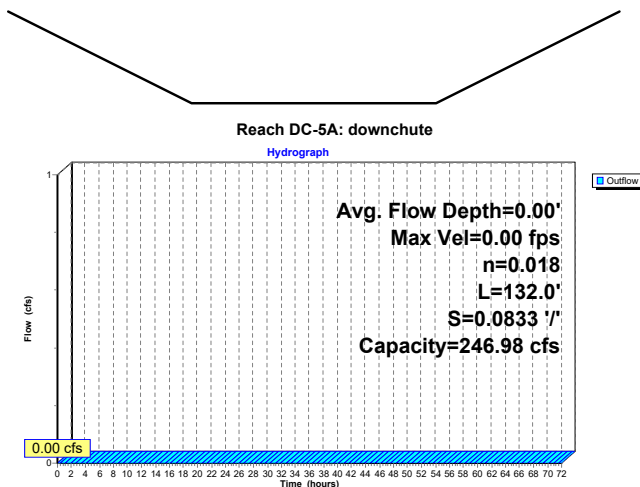 Reach DC-5A: downchute
Hydrograph
Outflow
1
Avg. Flow Depth=0.00'
Max Vel=0.00 fps
n=0.018
L=132.0'
S=0.0833 '/'
Capacity=246.98 cfs
Flow (cfs)
0.00 cfs
0
0 2 4 6 8 10 12 14 16 18 20 22 24 26 28 30 32 34 36 38 40 42 44 46 48 50 52 54 56 58 60 62 64 66 68 70 72
Time (hours)